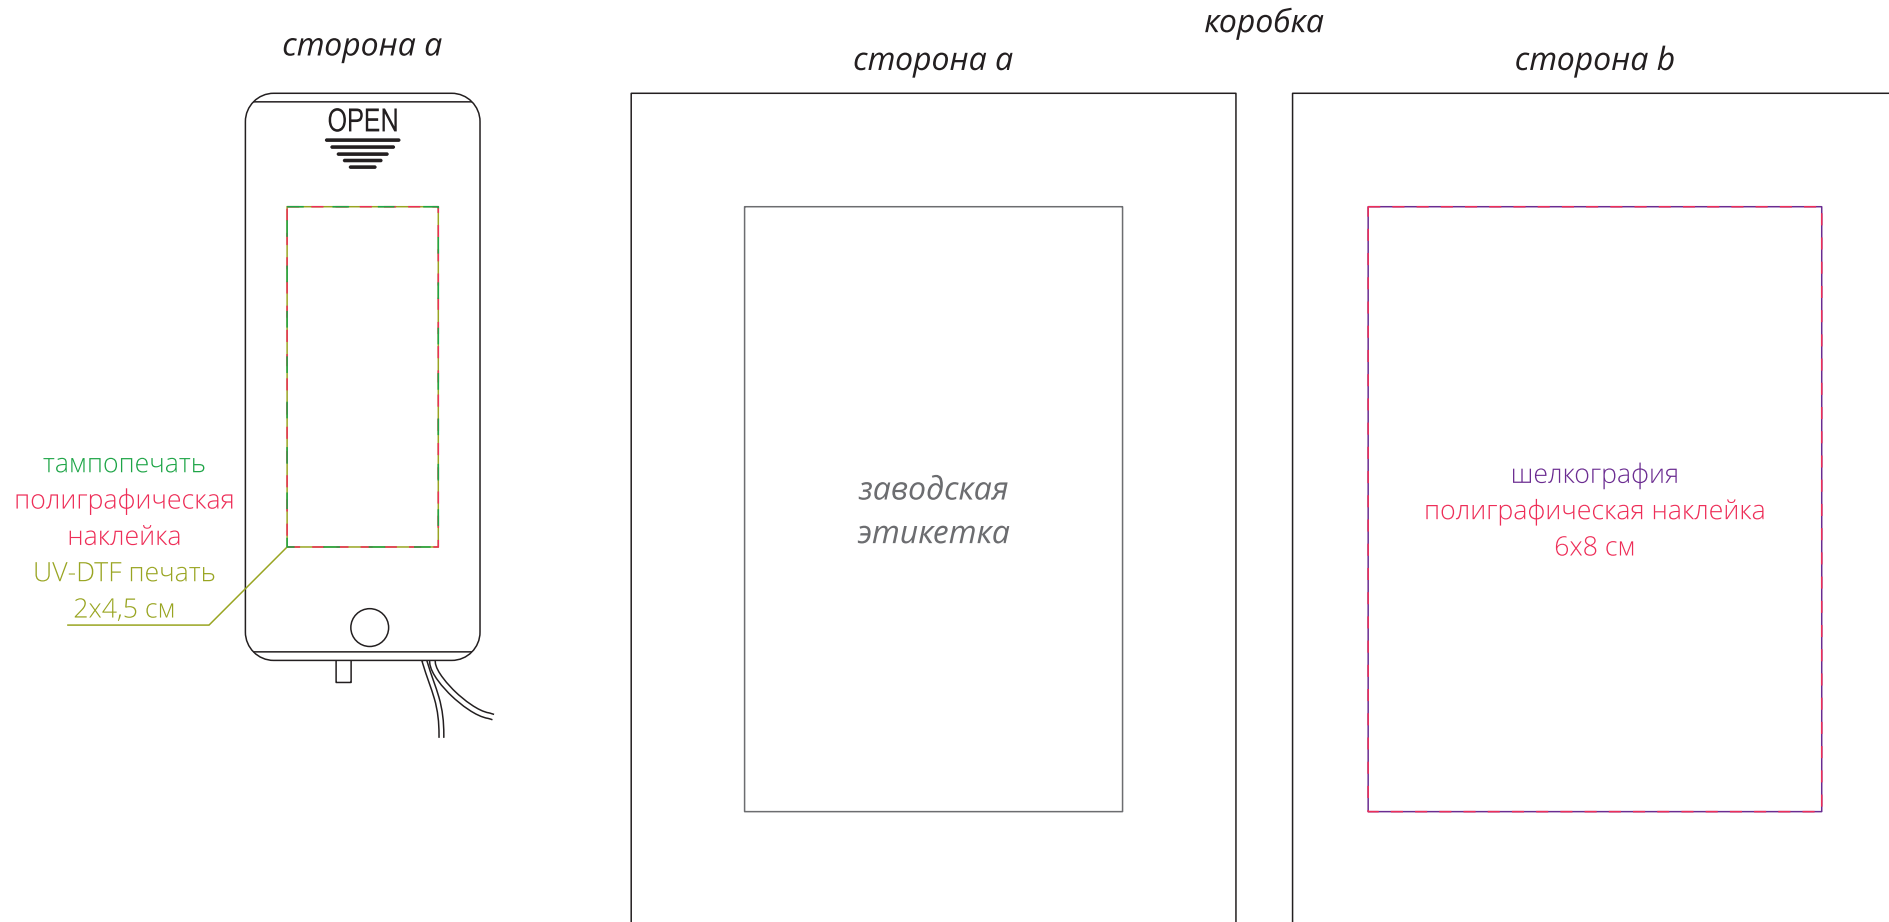 коробка
сторона a
сторона a
сторона b
OPEN
тампопечать
полиграфическая
наклейка
UV-DTF печать
2х4,5 см
заводская
этикетка
шелкография
полиграфическая наклейка
6х8 см